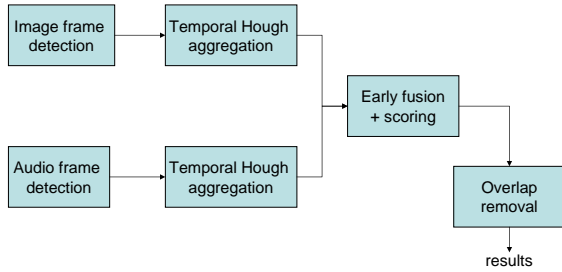 Image frame
detection
Temporal Hough
aggregation
Early fusion
+ scoring
Audio frame
detection
Temporal Hough
aggregation
Overlap
removal
results